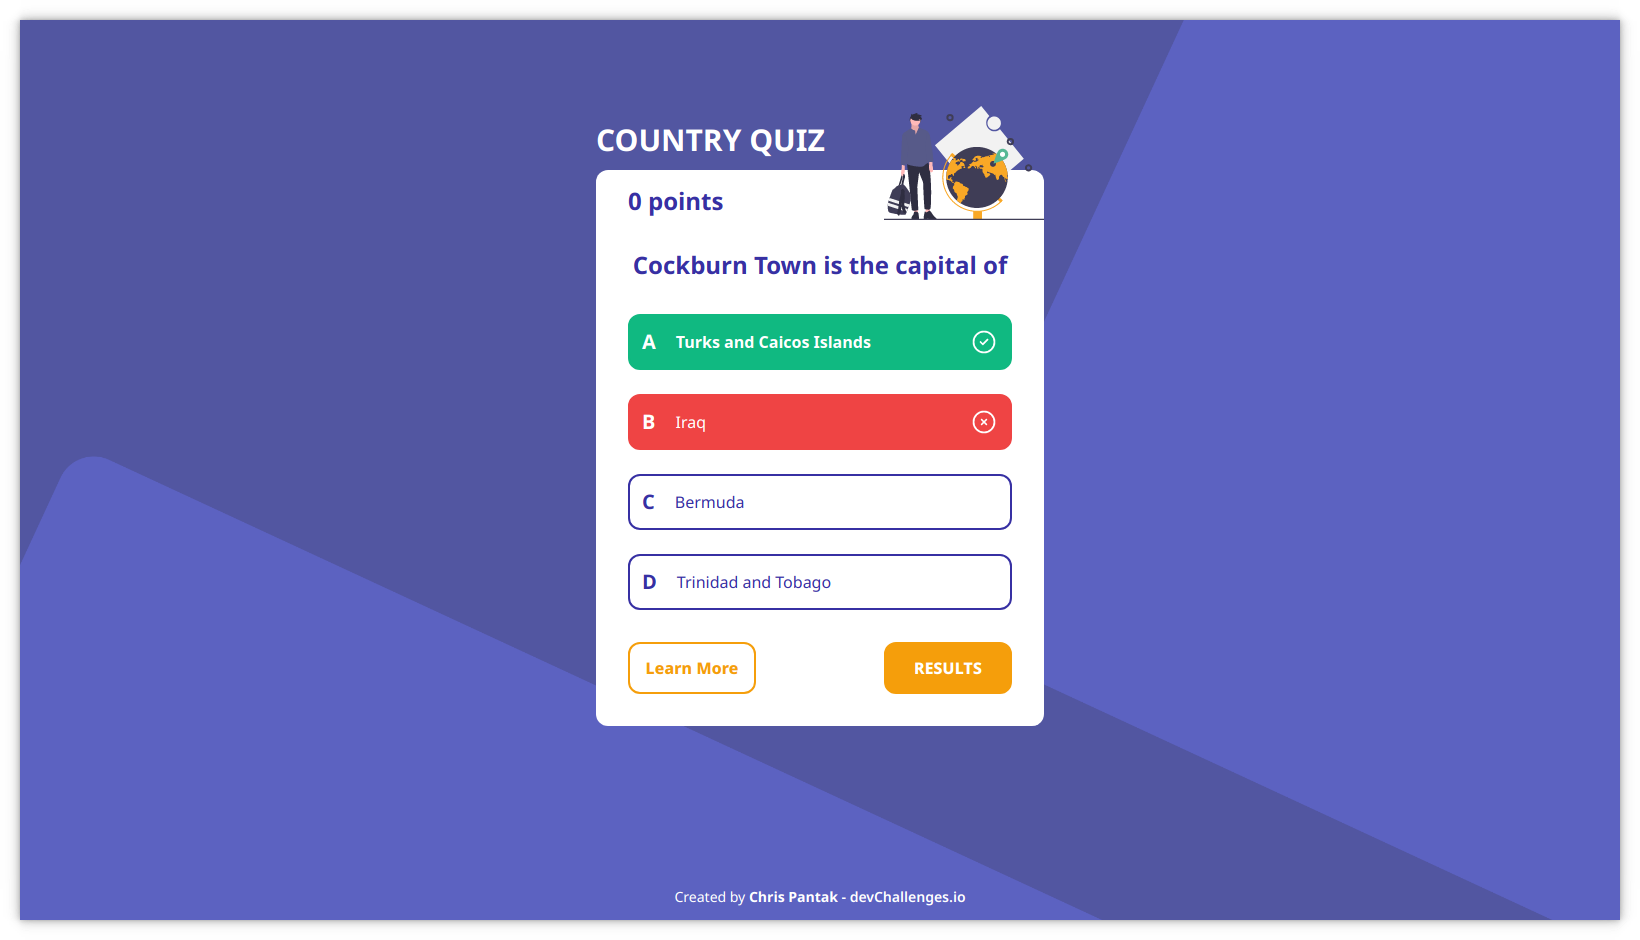 COUNTRY QUIZ
0 points
Cockburn Town is the capital of
A Turks and Caicos Islands
B Iraq
C Bermuda
D Trinidad and Tobago
Learn More RESULTS
Created by Chris Pantak - devChallenges.io